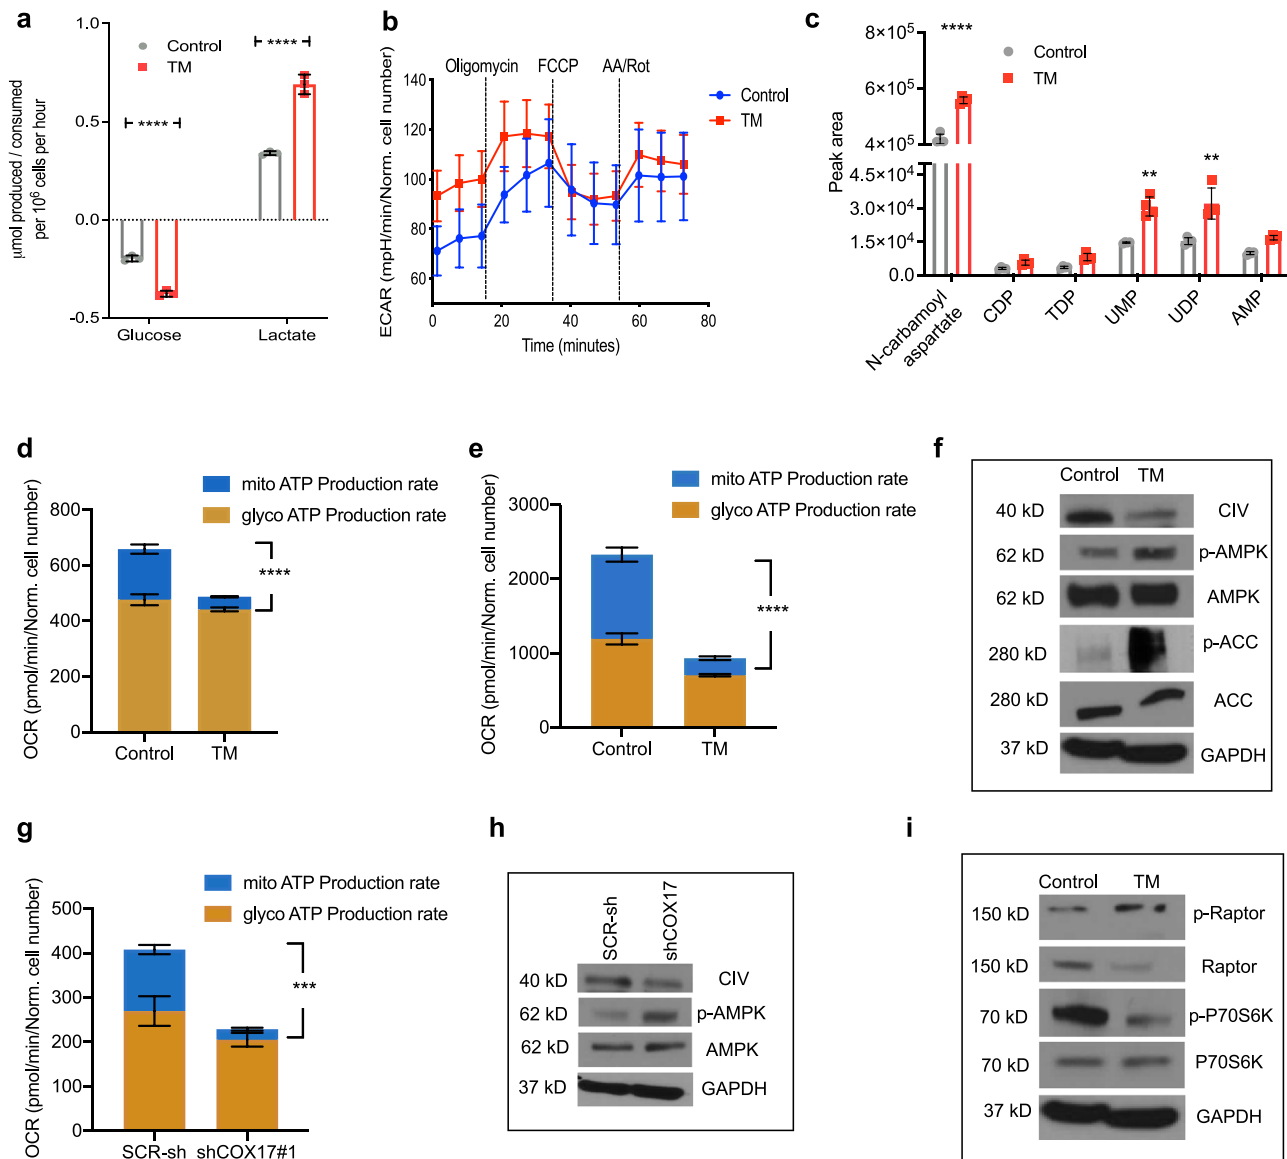 a
μmol produced / consumed
per 10⁶ cells per hour
1.0
0.5
0.0
-0.5
Control
TM
****
****
Glucose
Lactate
b
ECAR (mpH/min/Norm. cell number)
140
120
100
80
60
Oligomycin
FCCP
AA/Rot
Control
TM
0
20
40
60
80
Time (minutes)
c
Peak area
8×10⁵
6×10⁵
4×10⁵
4.5×10⁴
3.0×10⁴
1.5×10⁴
0.0
****
Control
TM
**
**
N-carbamoyl
aspartate
CDP
TDP
UMP
UDP
AMP
d
mito ATP Production rate
glyco ATP Production rate
OCR (pmol/min/Norm. cell number)
800
600
400
200
0
****
Control
TM
e
mito ATP Production rate
glyco ATP Production rate
OCR (pmol/min/Norm. cell number)
3000
2000
1000
0
****
Control
TM
f
Control TM
40 kD CIV
62 kD p-AMPK
62 kD AMPK
280 kD p-ACC
280 kD ACC
37 kD GAPDH
g
mito ATP Production rate
glyco ATP Production rate
OCR (pmol/min/Norm. cell number)
500
400
300
200
100
0
***
SCR-sh
shCOX17#1
h
SCR-sh
shCOX17
40 kD CIV
62 kD p-AMPK
62 kD AMPK
37 kD GAPDH
i
Control TM
150 kD p-Raptor
150 kD Raptor
70 kD p-P70S6K
70 kD P70S6K
37 kD GAPDH